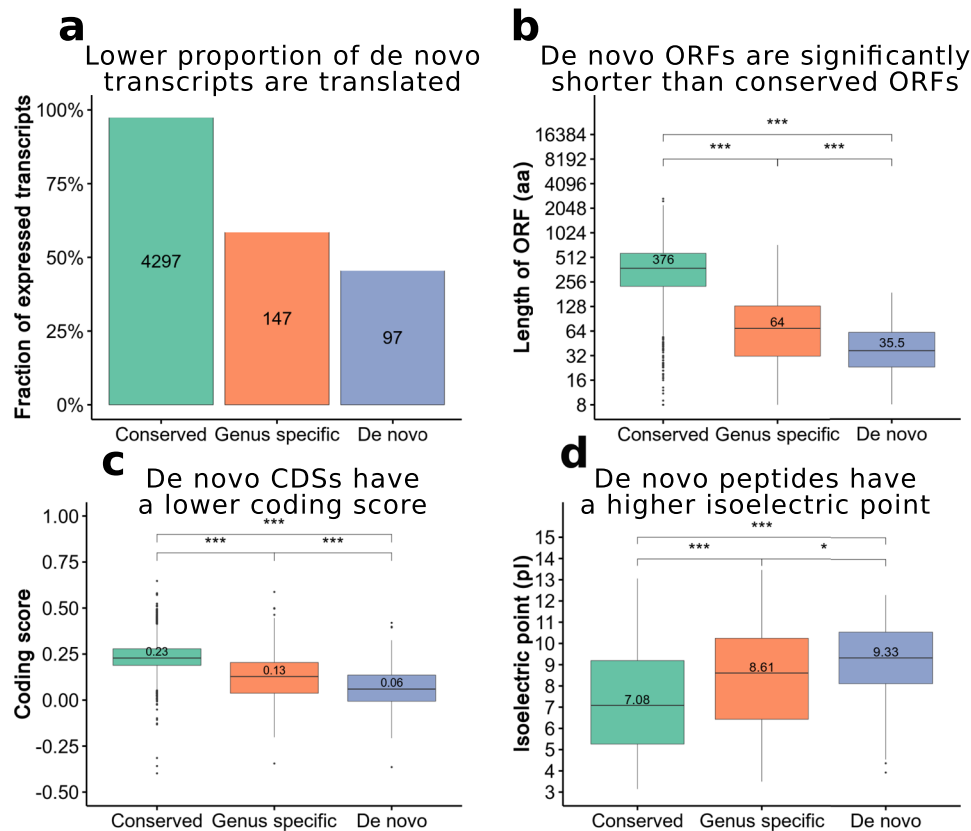 a
Lower proportion of de novo
transcripts are translated
Fraction of expressed transcripts
100%
75%
50%
25%
0%
4297
147
97
Conserved Genus specific De novo
b
De novo ORFs are significantly
shorter than conserved ORFs
Length of ORF (aa)
16384
8192
4096
2048
1024
512
256
128
64
32
16
8
***
*** ***
376
64
35.5
Conserved Genus specific De novo
c
De novo CDSs have
a lower coding score
Coding score
1.00
0.75
0.50
0.25
0.00
-0.25
-0.50
***
*** ***
0.23
0.13
0.06
Conserved Genus specific De novo
d
De novo peptides have
a higher isoelectric point
Isoelectric point (pI)
15
14
13
12
11
10
9
8
7
6
5
4
3
***
*** *
7.08
8.61
9.33
Conserved Genus specific De novo